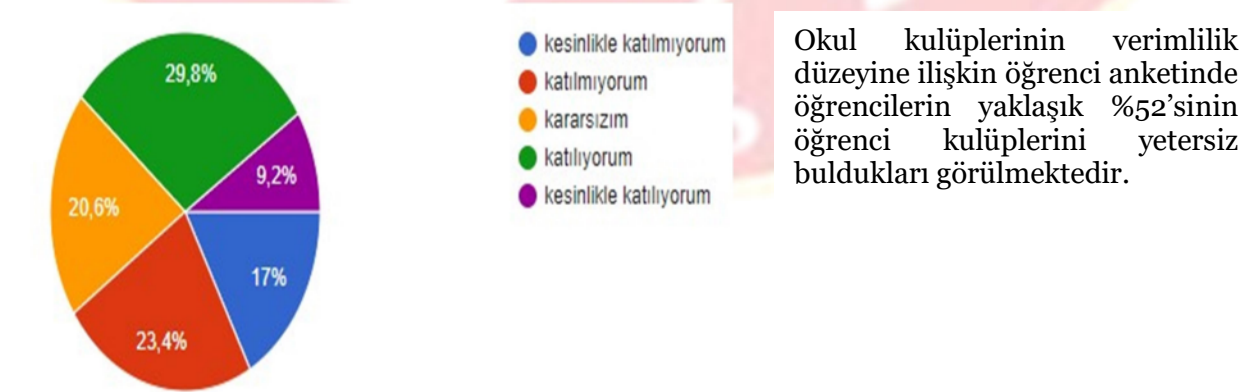 29,8%
9,2%
20,6%
17%
23,4%
kesinlikle katılmıyorum
katılmıyorum
kararsızım
katılıyorum
kesinlikle katılıyorum
Okul kulüplerinin verimlilik
düzeyine ilişkin öğrenci anketinde
öğrencilerin yaklaşık %52’sinin
öğrenci kulüplerini yetersiz
buldukları görülmektedir.